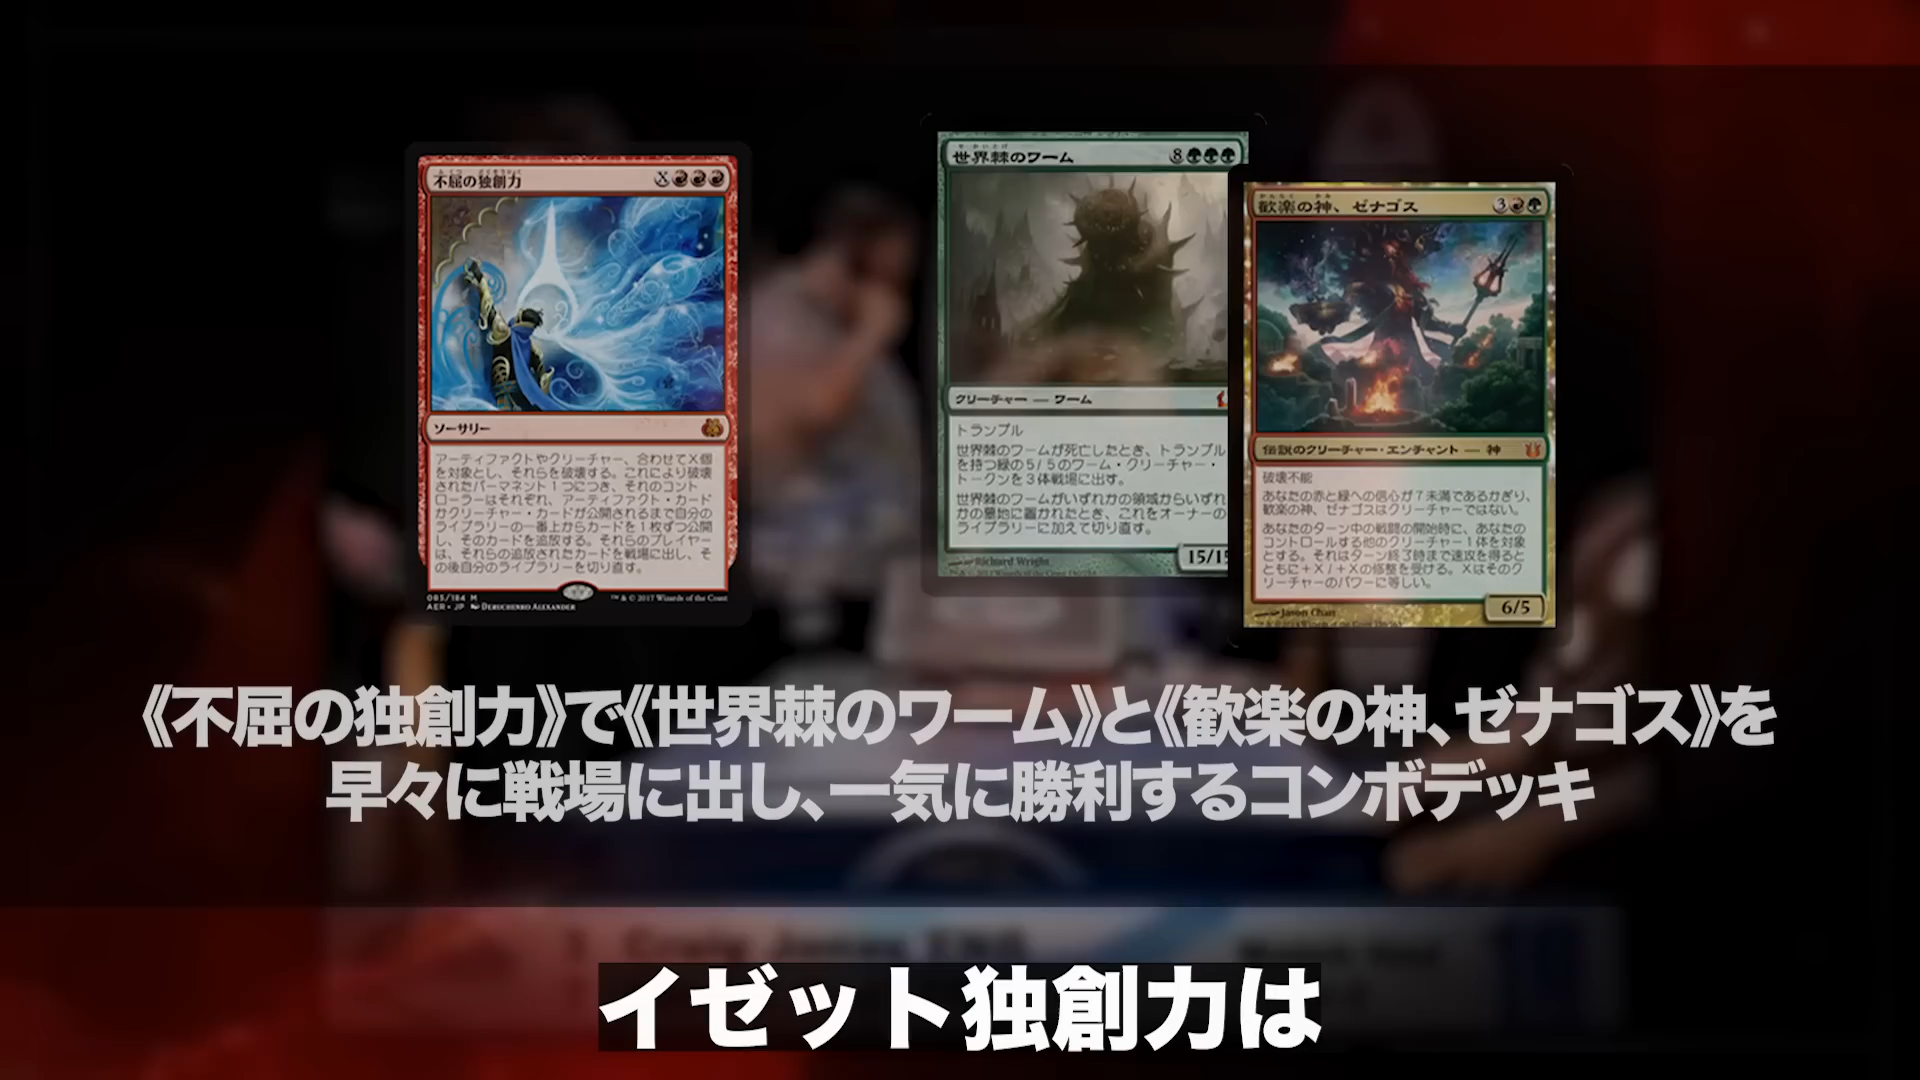 不屈の独創力
X
ソーサリー
アーティファクトやクリーチャー、合わせてX個
を対象とし、それらを破壊する。これにより破壊
されたパーマネント1つにつき、それのコント
ローラーはそれぞれ、アーティファクト・カード
かクリーチャー・カードが公開されるまで自分の
ライブラリーの一番上からカードを1枚ずつ公開
し、そのカードを追放する。それらのプレイヤー
は、それらの追放されたカードを戦場に出し、そ
の後自分のライブラリーを切り直す。
083/184 M
AER・JP DERUCHENKO ALEXANDER
™ & © 2017 Wizards of the Coast
世界棘のワーム
8
クリーチャー — ワーム
トランプル
世界棘のワームが死亡したとき、トランプル
を持つ緑の5/5のワーム・クリーチャー・
トークンを3体戦場に出す。
世界棘のワームがいずれかの領域からいずれ
かの墓地に置かれたとき、これをオーナーの
ライブラリーに加えて切り直す。
15/15
Richard Wright
歓楽の神、ゼナゴス
3
伝説のクリーチャー・エンチャント — 神
破壊不能
あなたの赤と緑への信心が7未満であるかぎり、
歓楽の神、ゼナゴスはクリーチャーではない。
あなたのターン中の戦闘の開始時に、あなたの
コントロールする他のクリーチャー1体を対象
とする。それはターン終了時まで速攻を得ると
ともに+X/+Xの修整を受ける。Xはそのク
リーチャーのパワーに等しい。
6/5
Jason Chan
《不屈の独創力》で《世界棘のワーム》と《歓楽の神、ゼナゴス》を
早々に戦場に出し、一気に勝利するコンボデッキ
イゼット独創力は